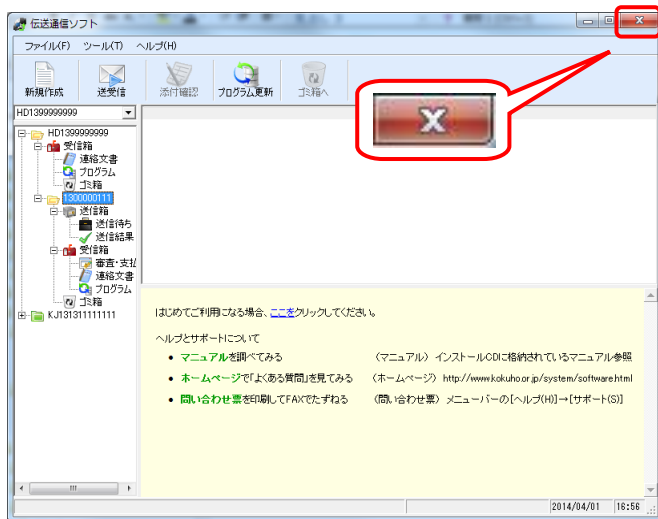 伝送通信ソフト
ファイル(F) ツール(T) ヘルプ(H)
新規作成 送受信 添付確認 プログラム更新 ゴミ箱へ
HD1399999999
HD1399999999
受信箱
連絡文書
プログラム
ゴミ箱
1300000111
送信箱
送信待ち
送信結果
受信箱
審査・支払
連絡文書
プログラム
ゴミ箱
KJ131311111111
はじめてご利用になる場合、ここをクリックしてください。
ヘルプとサポートについて
• マニュアルを調べてみる (マニュアル) インストールCDに格納されているマニュアル参照
• ホームページで「よくある質問」を見てみる (ホームページ) http://www.kokuho.or.jp/system/software.html
• 問い合わせ票を印刷してFAXでたずねる (問い合わせ票) メニューバーの[ヘルプ(H)]→[サポート(S)]
2014/04/01 16:56